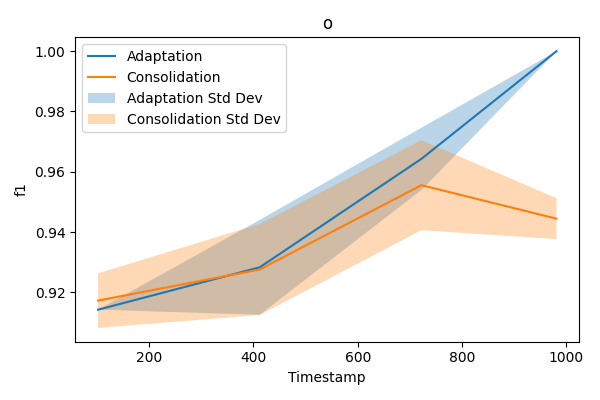 o
Adaptation
Consolidation
Adaptation Std Dev
Consolidation Std Dev
1.00
0.98
0.96
0.94
0.92
f1
200 400 600 800 1000
Timestamp